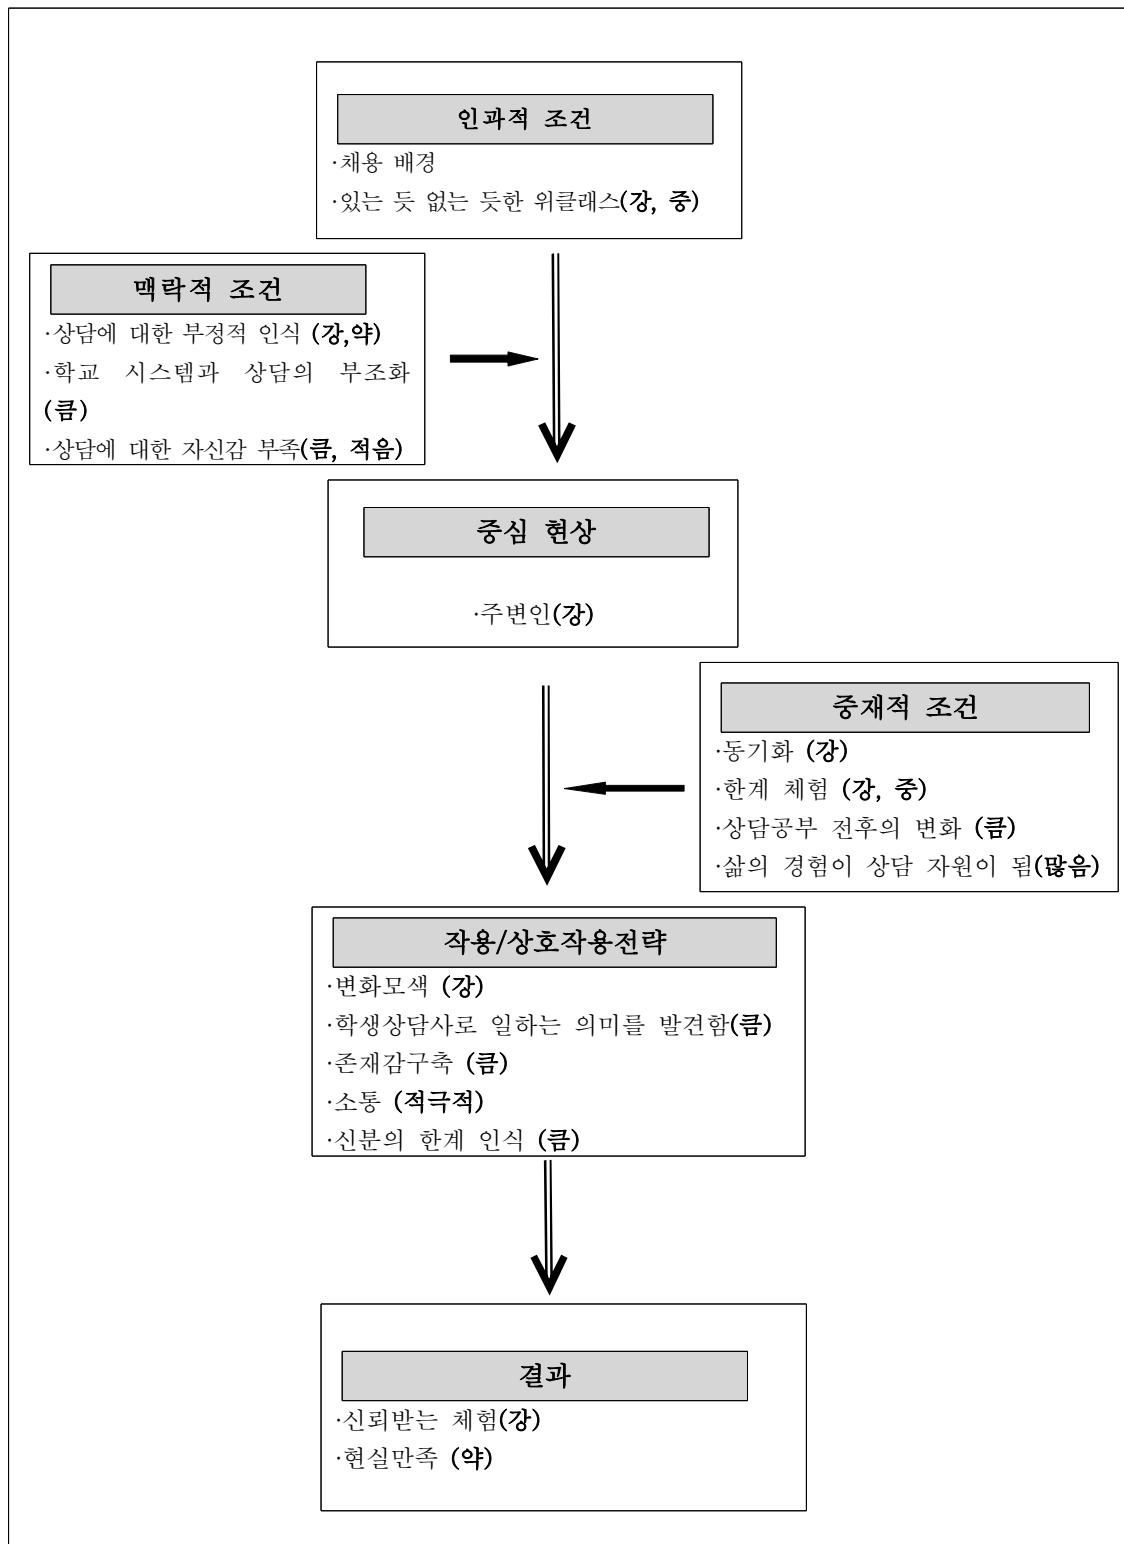 인과적 조건
·채용 배경
·있는 듯 없는 듯한 위클래스(강, 중)
맥락적 조건
·상담에 대한 부정적 인식 (강,약)
·학교 시스템과 상담의 부조화
(큼)
·상담에 대한 자신감 부족(큼, 적음)
중심 현상
·주변인(강)
중재적 조건
·동기화 (강)
·한계 체험 (강, 중)
·상담공부 전후의 변화 (큼)
·삶의 경험이 상담 자원이 됨(많음)
작용/상호작용전략
·변화모색 (강)
·학생상담사로 일하는 의미를 발견함(큼)
·존재감구축 (큼)
·소통 (적극적)
·신분의 한계 인식 (큼)
결과
·신뢰받는 체험(강)
·현실만족 (약)